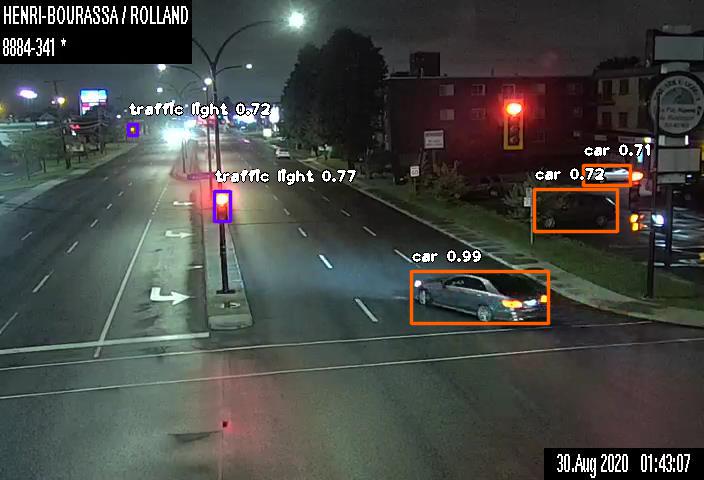 HENRI-BOURASSA / ROLLAND
8884-341 *
traffic light 0.72
car 0.71
traffic light 0.77
car 0.72
car 0.99
30.Aug 2020 01:43:07